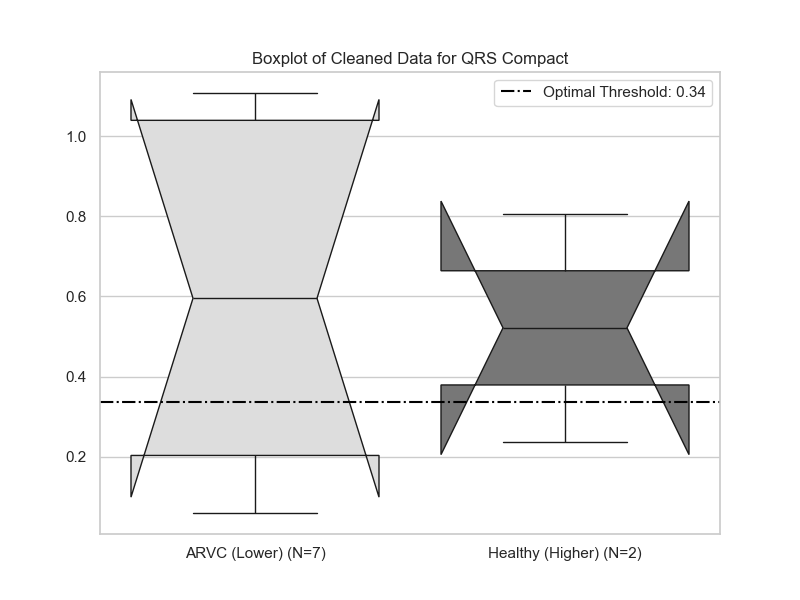 Boxplot of Cleaned Data for QRS Compact
Optimal Threshold: 0.34
1.0
0.8
0.6
0.4
0.2
ARVC (Lower) (N=7)
Healthy (Higher) (N=2)